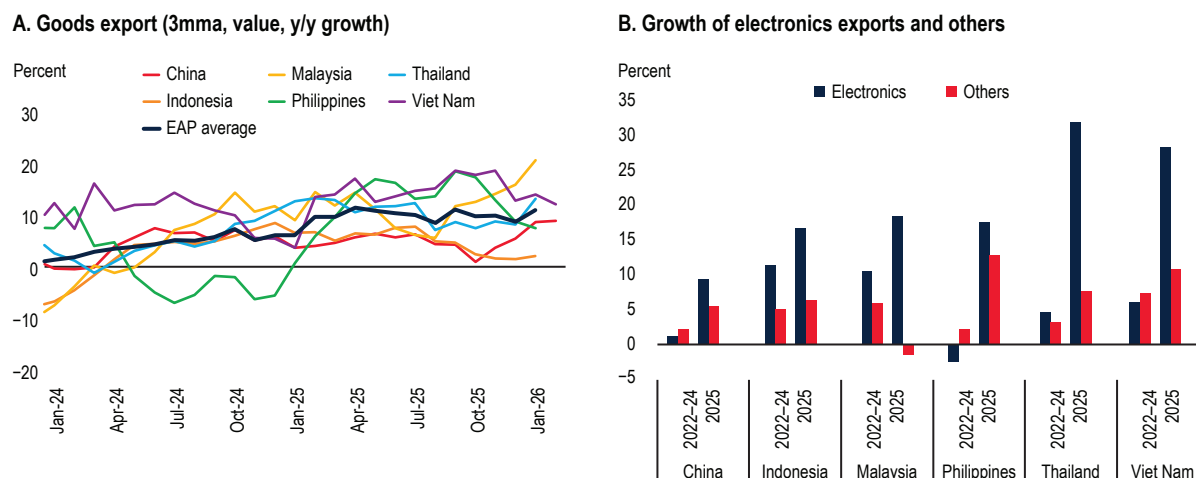 A. Goods export (3mma, value, y/y growth)
Percent
China
Malaysia
Thailand
Indonesia
Philippines
Viet Nam
EAP average
30
20
10
0
−10
−20
Jan-24
Apr-24
Jul-24
Oct-24
Jan-25
Apr-25
Jul-25
Oct-25
Jan-26
B. Growth of electronics exports and others
Percent
Electronics
Others
35
30
25
20
15
10
5
0
−5
2022–24
2025
2022–24
2025
2022–24
2025
2022–24
2025
2022–24
2025
2022–24
2025
China
Indonesia
Malaysia
Philippines
Thailand
Viet Nam